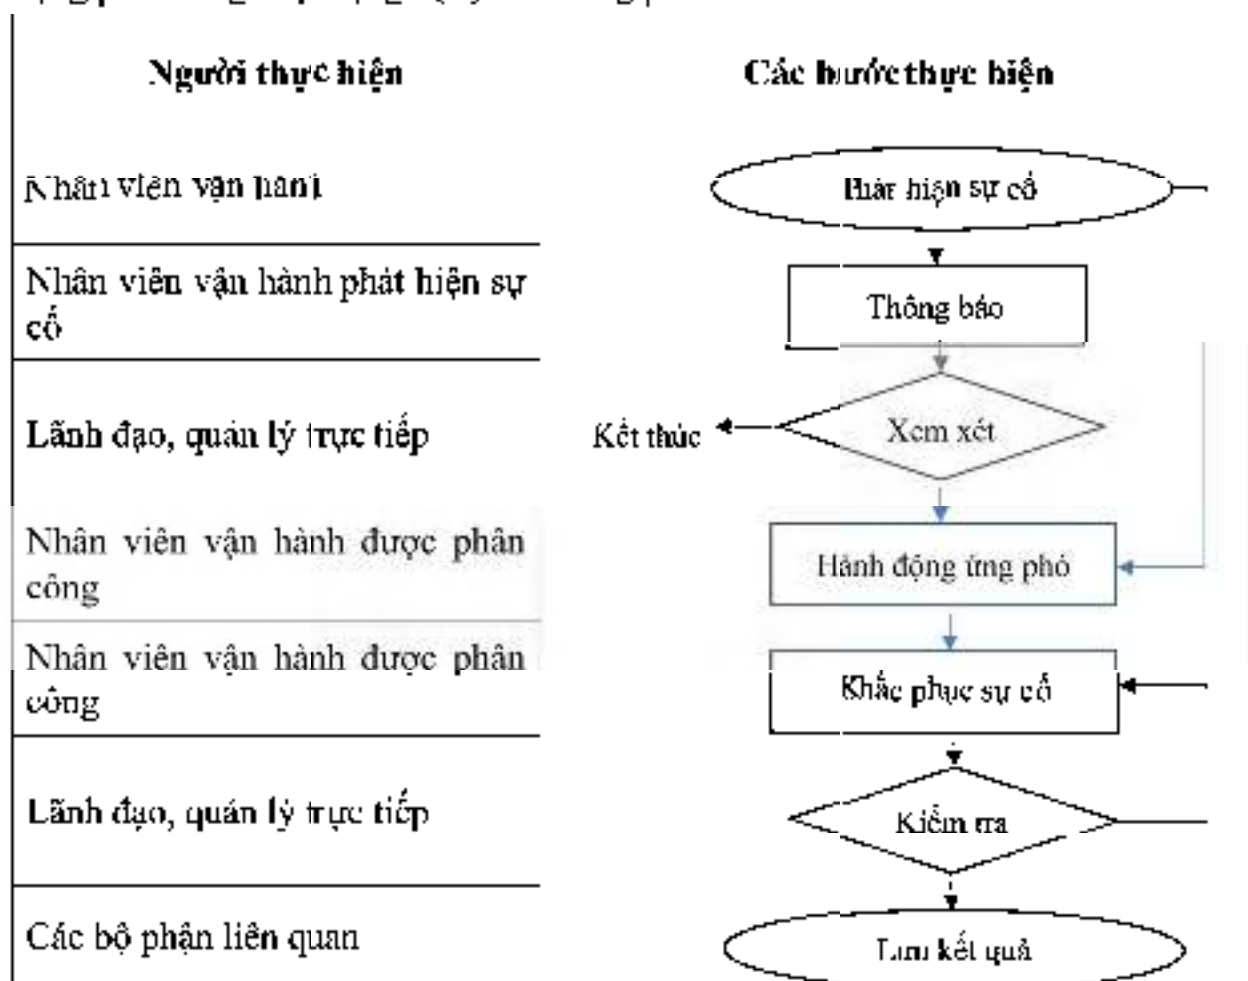 Người thực hiện
Các bước thực hiện
Nhân viên vận hành
Phát hiện sự cố
Nhân viên vận hành phát hiện sự
cố
Thông báo
Lãnh đạo, quản lý trực tiếp
Kết thúc
Xem xét
Nhân viên vận hành được phân
công
Hành động ứng phó
Nhân viên vận hành được phân
công
Khắc phục sự cố
Lãnh đạo, quản lý trực tiếp
Kiểm tra
Các bộ phận liên quan
Lưu kết quả